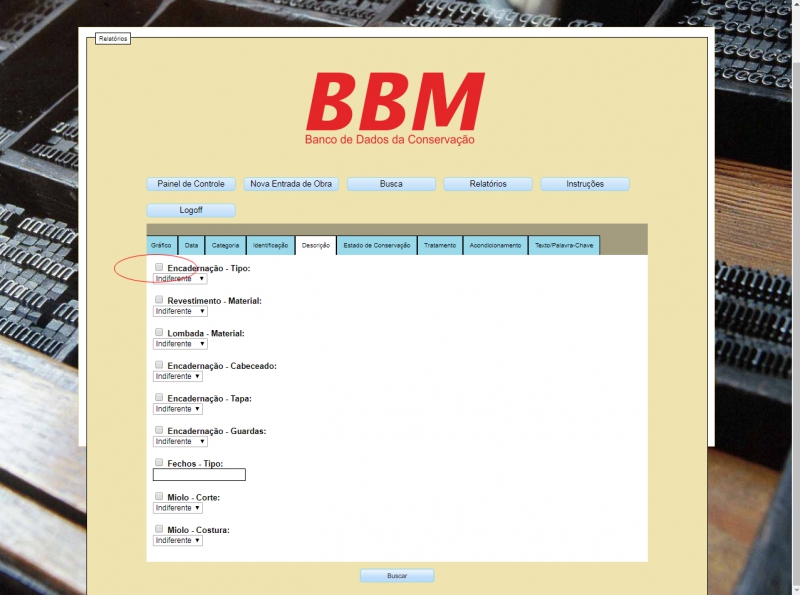 Relatórios
BBM
Banco de Dados da Conservação
Painel de Controle
Nova Entrada de Obra
Busca
Relatórios
Instruções
Logoff
Gráfico
Data
Categoria
Identificação
Descrição
Estado de Conservação
Tratamento
Acondicionamento
Texto/Palavra-Chave
Encadernação - Tipo:
Indiferente
Revestimento - Material:
Indiferente
Lombada - Material:
Indiferente
Encadernação - Cabeceado:
Indiferente
Encadernação - Tapa:
Indiferente
Encadernação - Guardas:
Indiferente
Fechos - Tipo:
Miolo - Corte:
Indiferente
Miolo - Costura:
Indiferente
Buscar